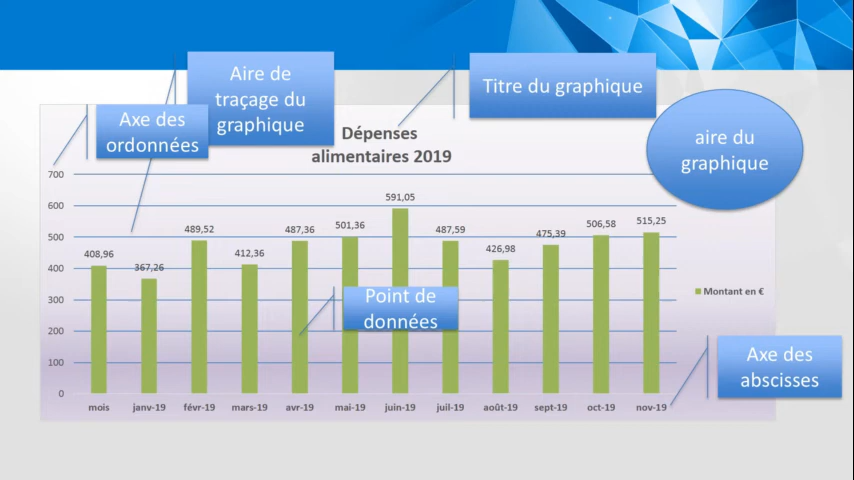 Aire de
traçage du
graphique
Titre du graphique
Axe des
ordonnées
aire du
graphique
Dépenses
alimentaires 2019
700
600
500
400
300
200
100
0
408,96
367,26
489,52
412,36
487,36
501,36
591,05
487,59
426,98
475,39
506,58
515,25
Point de
données
Montant en €
Axe des
abscisses
mois janv-19 févr-19 mars-19 avr-19 mai-19 juin-19 juil-19 août-19 sept-19 oct-19 nov-19